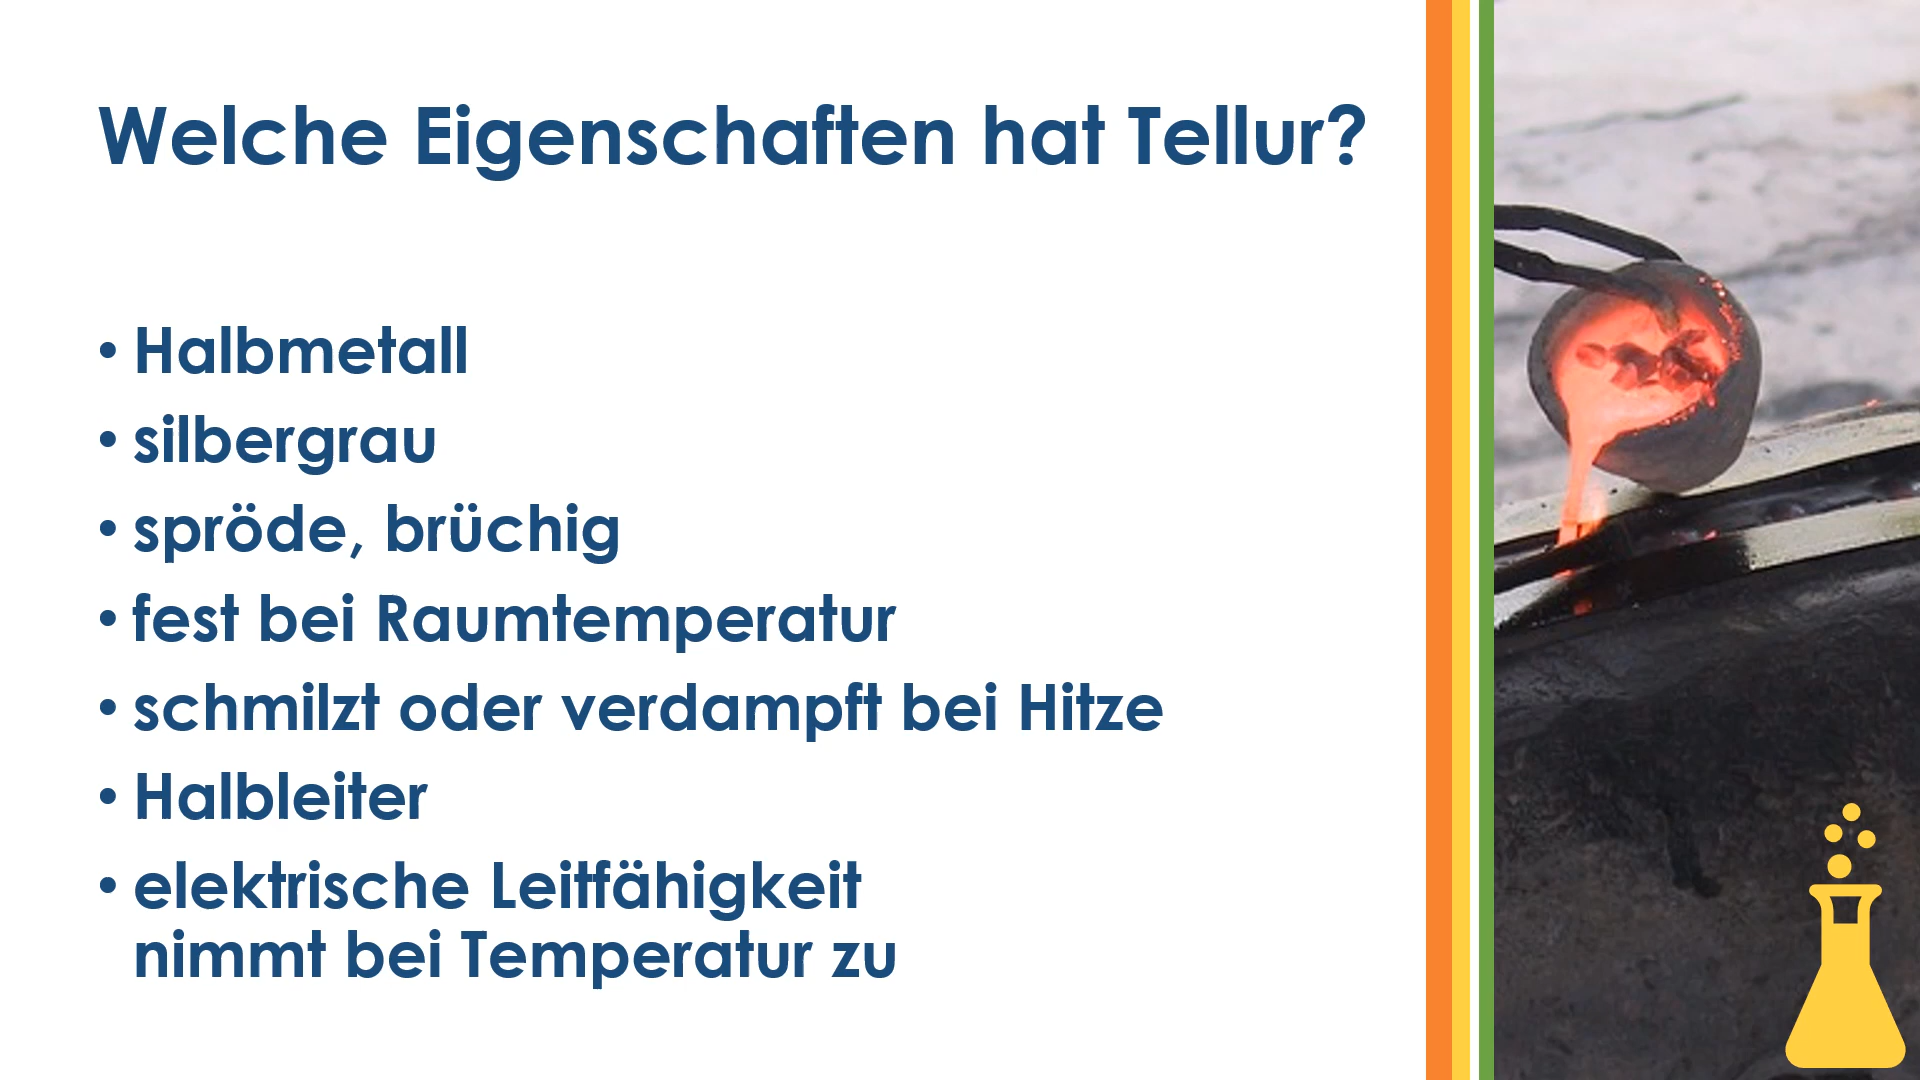 Welche Eigenschaften hat Tellur?
• Halbmetall
• silbergrau
• spröde, brüchig
• fest bei Raumtemperatur
• schmilzt oder verdampft bei Hitze
• Halbleiter
• elektrische Leitfähigkeit
nimmt bei Temperatur zu